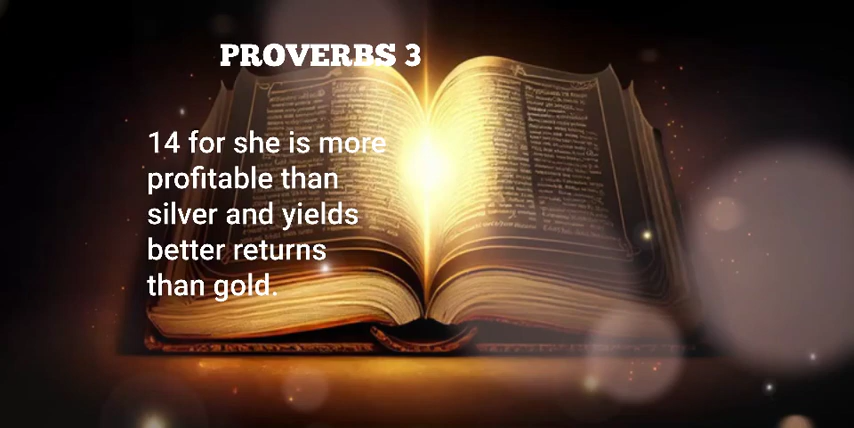 PROVERBS 3
14 for she is more
profitable than
silver and yields
better returns
than gold.